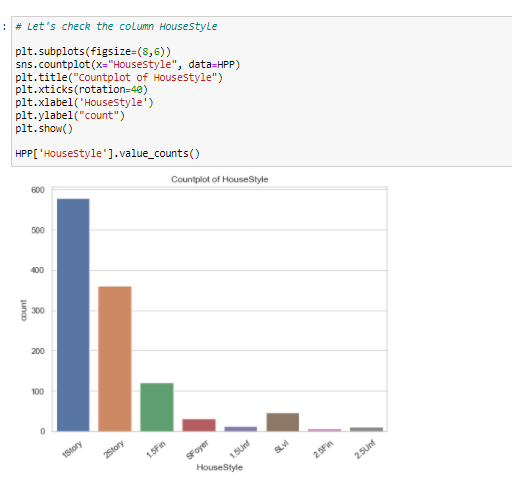 : # Let's check the column HouseStyle
plt.subplots(figsize=(8,6))
sns.countplot(x="HouseStyle", data=HPP)
plt.title("Countplot of HouseStyle")
plt.xticks(rotation=40)
plt.xlabel('HouseStyle')
plt.ylabel("count")
plt.show()
HPP['HouseStyle'].value_counts()
Countplot of HouseStyle
600
500
400
300
200
100
0
count
1Story 2Story 1.5Fin SFoyer 1.5Unf SLvl 2.5Fin 2.5Unf
HouseStyle